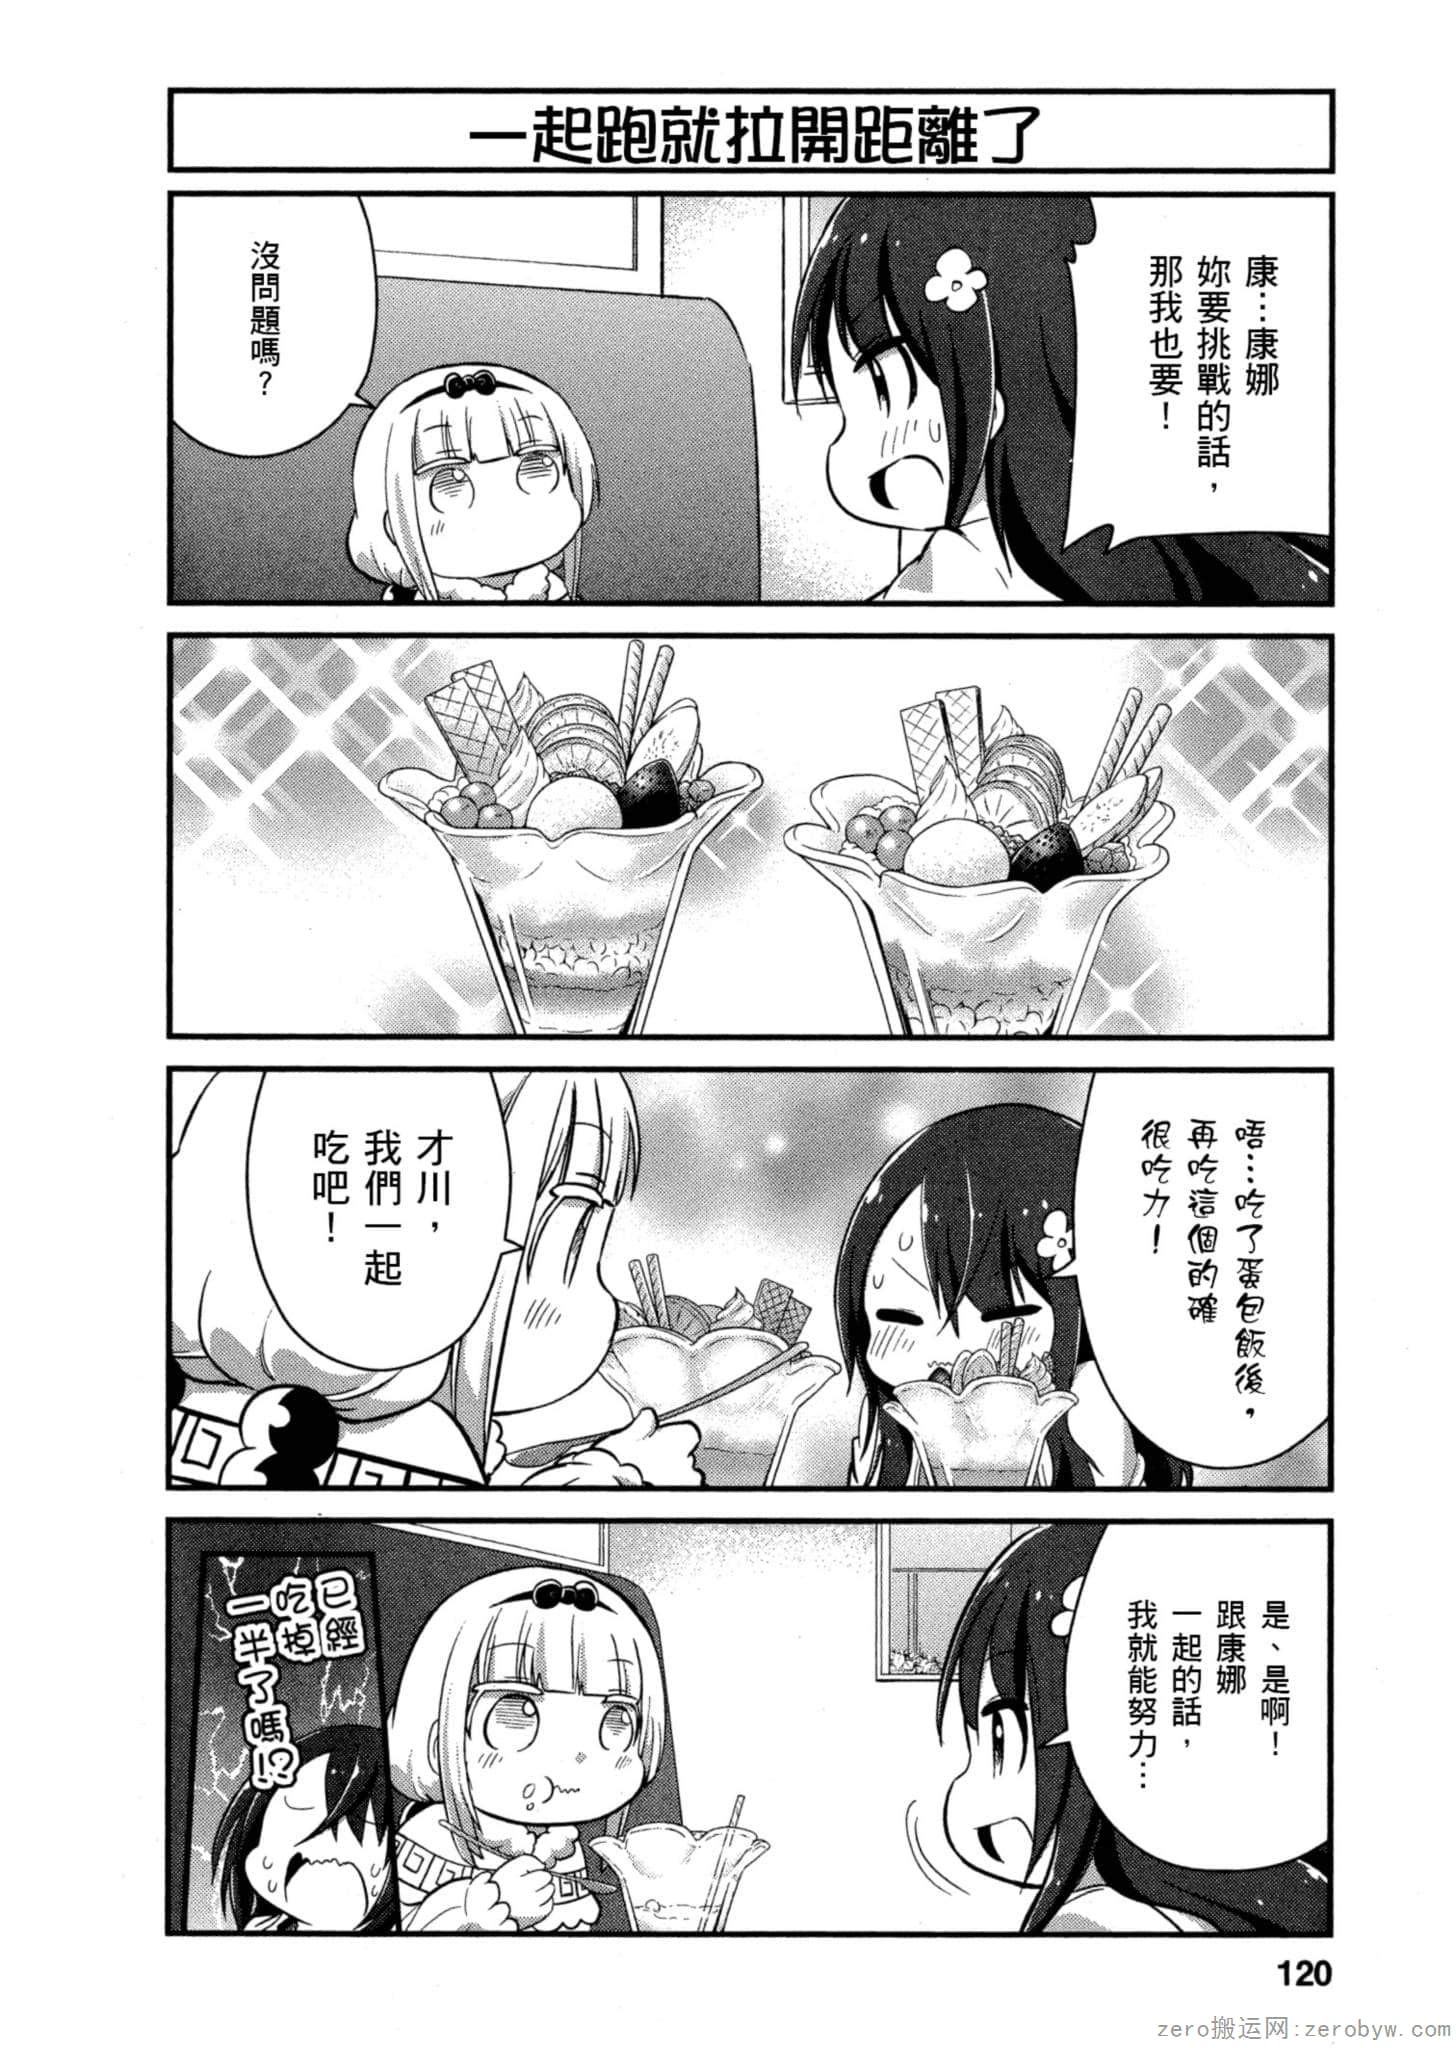 一起跑就拉開距離了
康…康娜
妳要挑戰的話，
那我也要！
沒問題嗎？
唔…吃了蛋包飯後，
再吃這個的確
很吃力！
才川，
我們一起
吃吧！
是、是啊！
跟康娜
一起的話，
我就能努力…
已經
吃掉
一半了嗎!?
120
zero搬运网:zerobyw.com